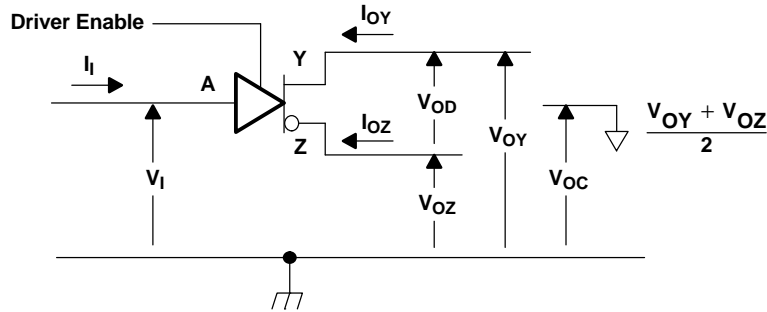 Driver Enable
I_OY
I_I
A
Y
V_OD
V_OY
V_OY + V_OZ
2
Z
I_OZ
V_I
V_OZ
V_OC